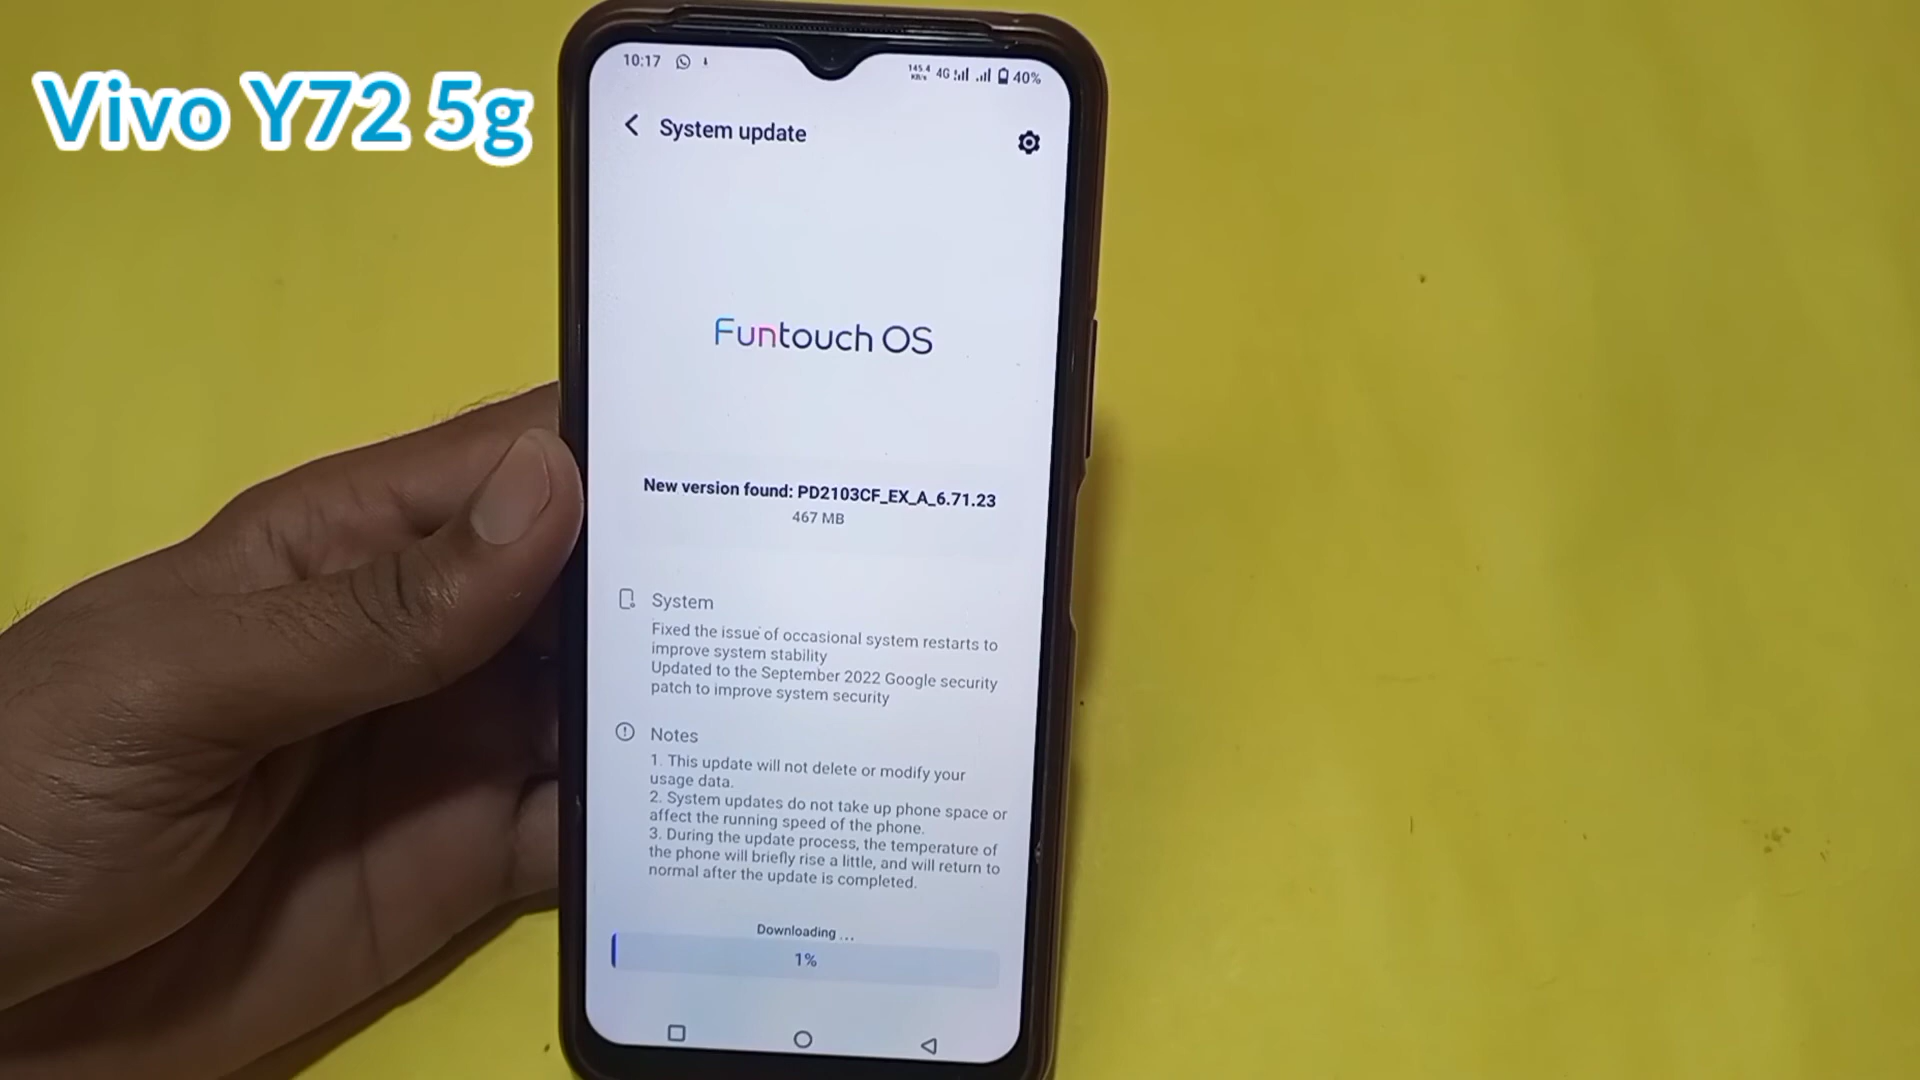 Vivo Y72 5g
10:17
145.4
KB/s
4G
40%
System update
Funtouch OS
New version found: PD2103CF_EX_A_6.71.23
467 MB
System
Fixed the issue of occasional system restarts to
improve system stability
Updated to the September 2022 Google security
patch to improve system security
Notes
1. This update will not delete or modify your
usage data.
2. System updates do not take up phone space or
affect the running speed of the phone.
3. During the update process, the temperature of
the phone will briefly rise a little, and will return to
normal after the update is completed.
Downloading ...
1%